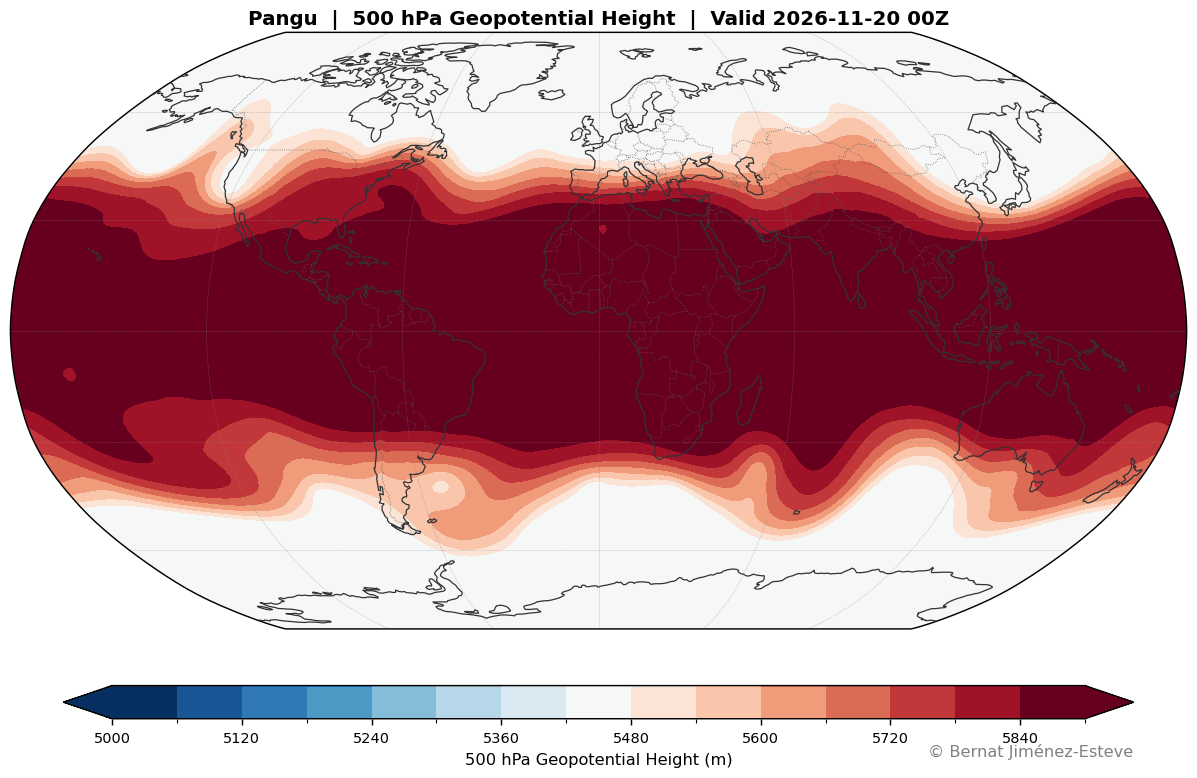 Pangu | 500 hPa Geopotential Height | Valid 2026-11-20 00Z
5000 5120 5240 5360 5480 5600 5720 5840
500 hPa Geopotential Height (m)
© Bernat Jiménez-Esteve